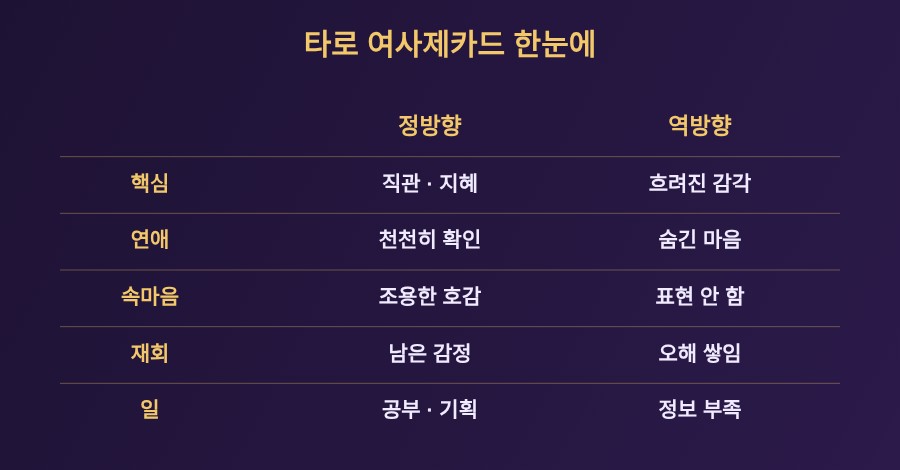 타로 여사제카드 한눈에
정방향 역방향
핵심 직관 · 지혜 흐려진 감각
연애 천천히 확인 숨긴 마음
속마음 조용한 호감 표현 안 함
재회 남은 감정 오해 쌓임
일 공부 · 기획 정보 부족